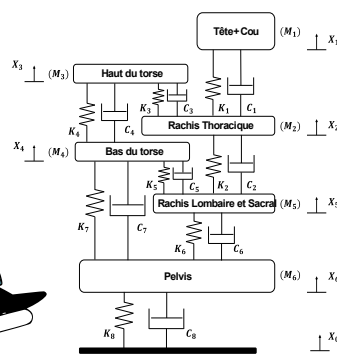 Tête+ Cou (M₁) X₁
X₃ (M₃) Haut du torse
K₃ C₃ K₁ C₁
K₄ C₄ Rachis Thoracique (M₂) X₂
X₄ (M₄) Bas du torse
K₅ C₅ K₂ C₂
Rachis Lombaire et Sacral (M₅) X₅
K₇ C₇ K₆ C₆
Pelvis (M₆) X₆
K₈ C₈ X₀